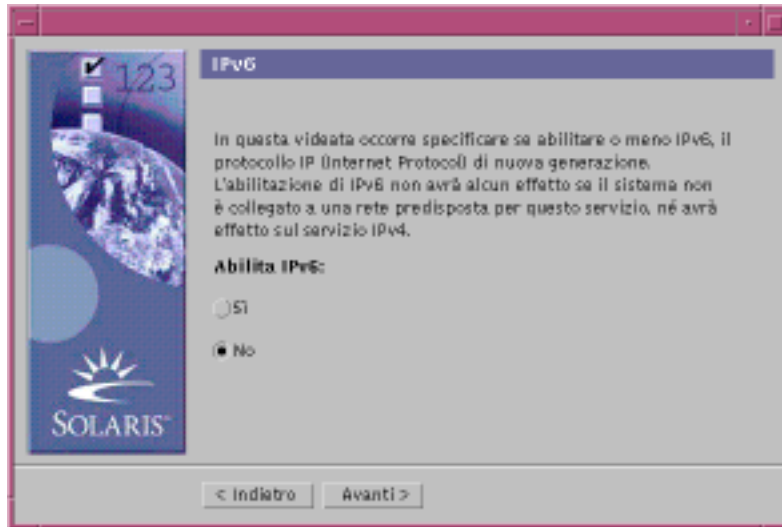 123
IPv6
In questa videata occorre specificare se abilitare o meno IPv6, il
protocollo IP (Internet Protocol) di nuova generazione.
L'abilitazione di IPv6 non avrà alcun effetto se il sistema non
è collegato a una rete predisposta per questo servizio, né avrà
effetto sul servizio IPv4.
Abilita IPv6:
Sì
No
SOLARIS™
< Indietro
Avanti >